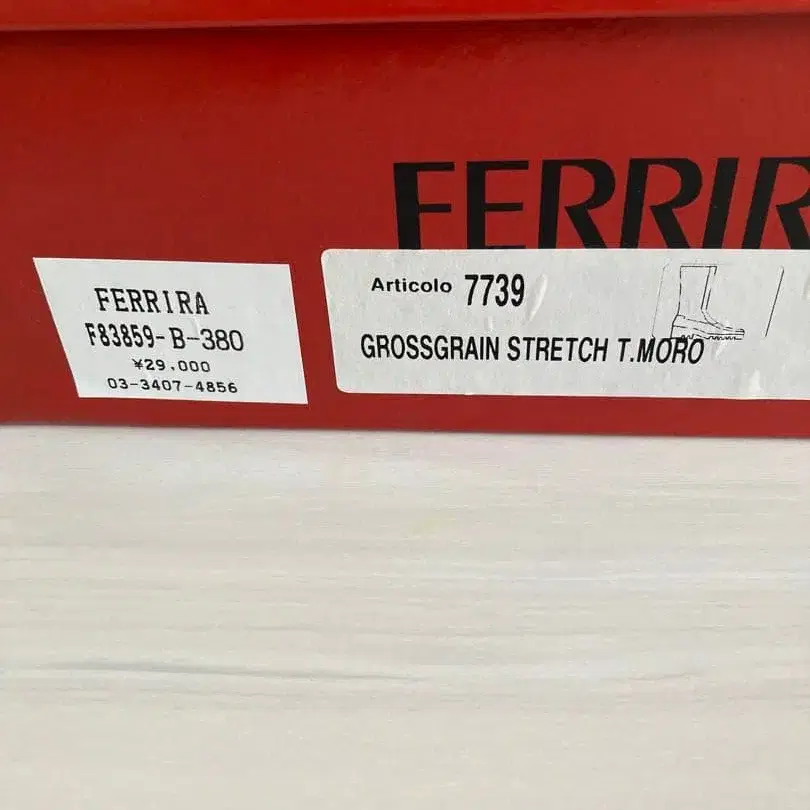 FERRIR
FERRIRA
F83859-B-380
¥29,000
03-3407-4856
Articolo 7739
GROSSGRAIN STRETCH T.MORO